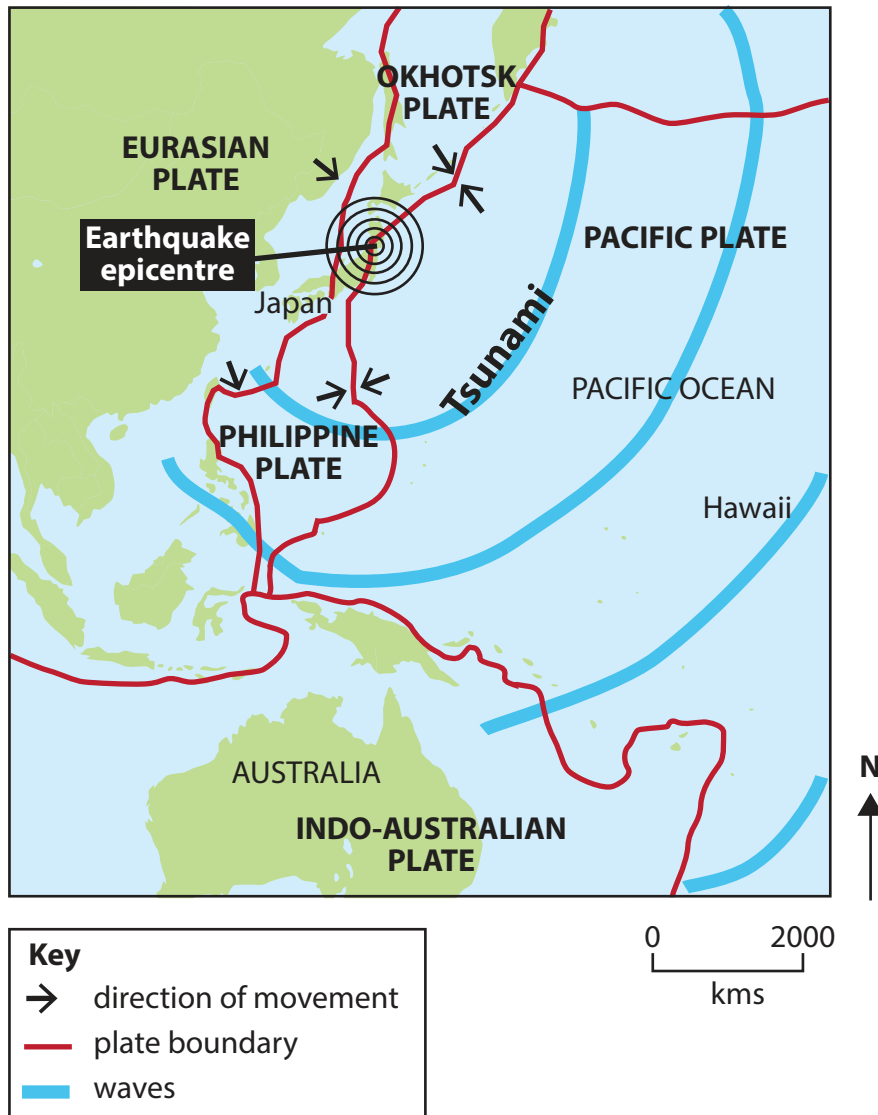 OKHOTSK
PLATE
EURASIAN
PLATE
Earthquake
epicentre
PACIFIC PLATE
Japan
Tsunami
PACIFIC OCEAN
PHILIPPINE
PLATE
Hawaii
AUSTRALIA
INDO-AUSTRALIAN
PLATE
N
Key
direction of movement
plate boundary
waves
0 2000
kms